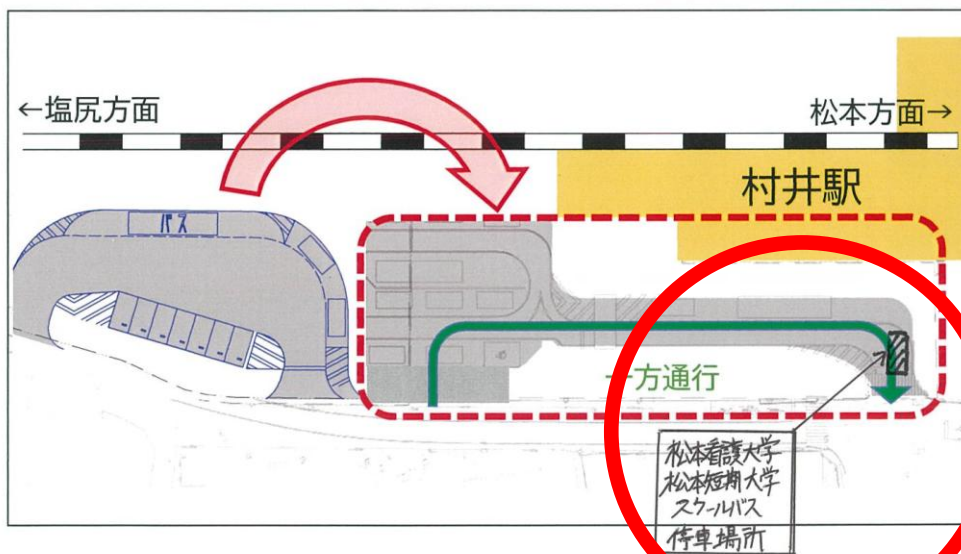 ←塩尻方面
松本方面→
村井駅
バス
一方通行
松本看護大学
松本短期大学
スクールバス
停車場所